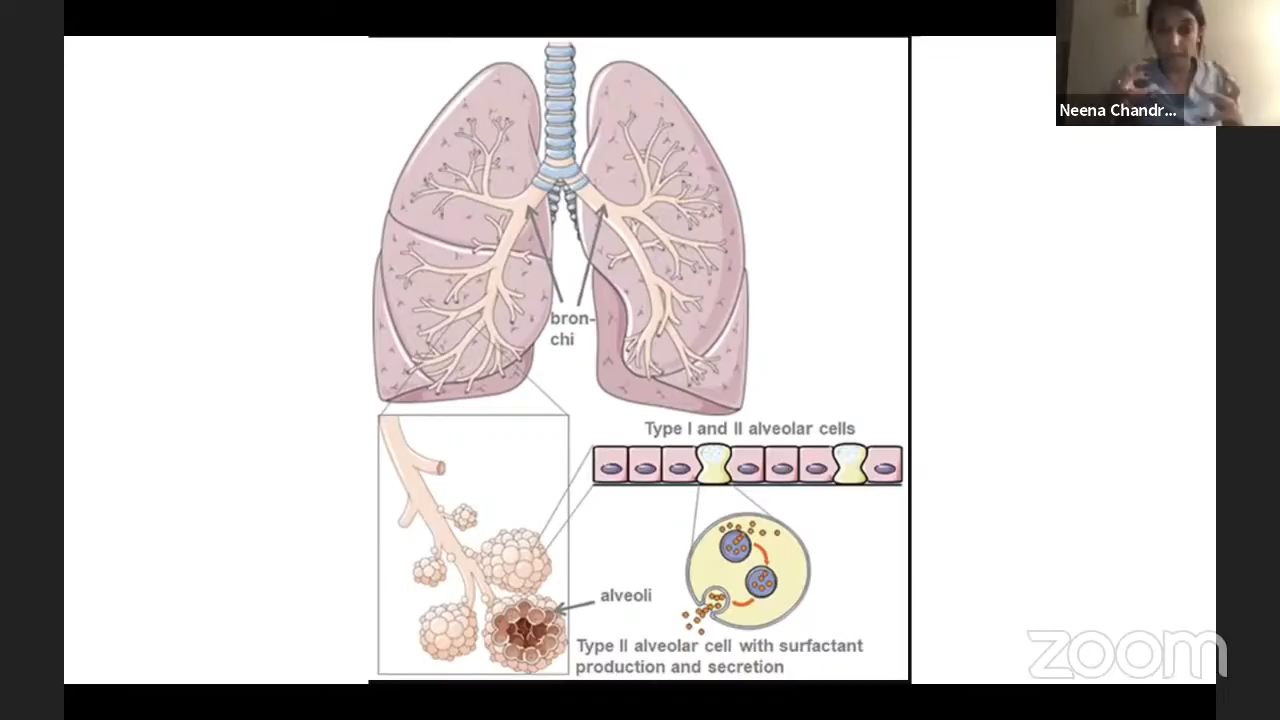 Neena Chandr...
bron-
chi
Type I and II alveolar cells
alveoli
Type II alveolar cell with surfactant
production and secretion
zoom